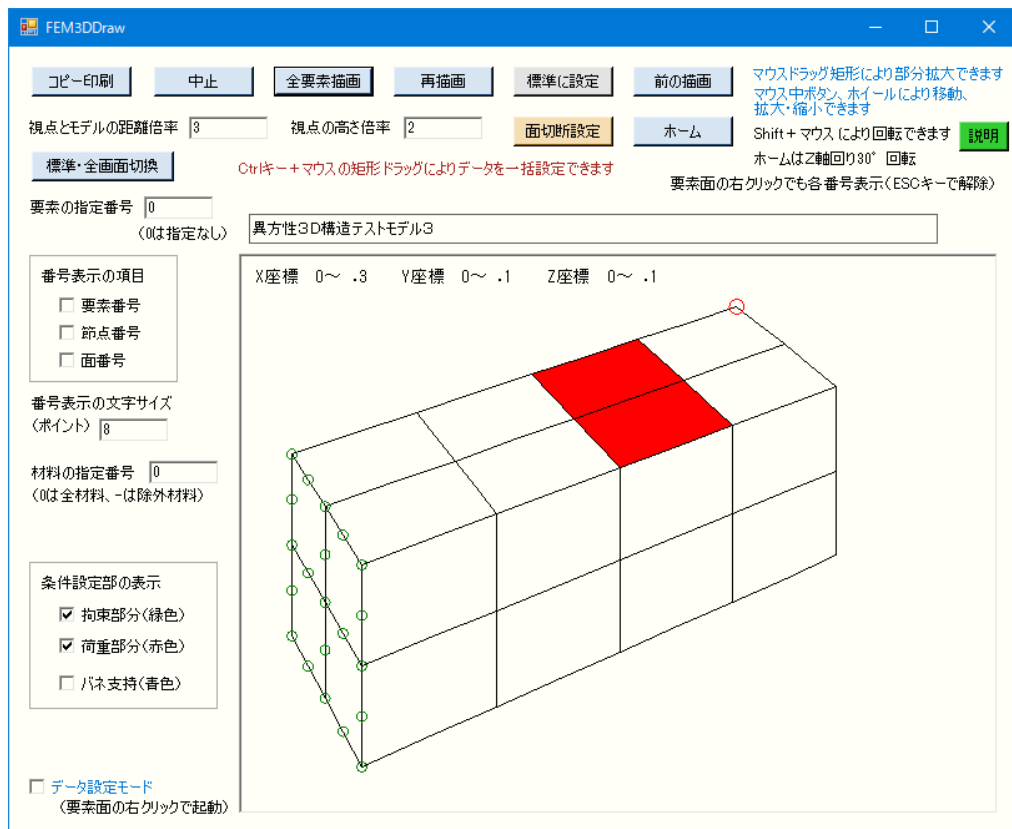 FEM3DDraw
コピー印刷
中止
全要素描画
再描画
標準に設定
前の描画
マウスドラッグ矩形により部分拡大できます
マウス中ボタン、ホイールにより移動、
拡大・縮小できます
視点とモデルの距離倍率 3
視点の高さ倍率 2
面切断設定
ホーム
Shift+マウスにより回転できます
説明
ホームはZ軸回り30° 回転
標準・全画面切換
Ctrlキー+マウスの矩形ドラッグによりデータを一括設定できます
要素面の右クリックでも各番号表示(ESCキーで解除)
要素の指定番号 0
(0は指定なし)
異方性3D構造テストモデル3
番号表示の項目
要素番号
節点番号
面番号
X座標 0~ .3 Y座標 0~ .1 Z座標 0~ .1
番号表示の文字サイズ
(ポイント) 8
材料の指定番号 0
(0は全材料、-は除外材料)
条件設定部の表示
拘束部分(緑色)
荷重部分(赤色)
バネ支持(青色)
データ設定モード
(要素面の右クリックで起動)